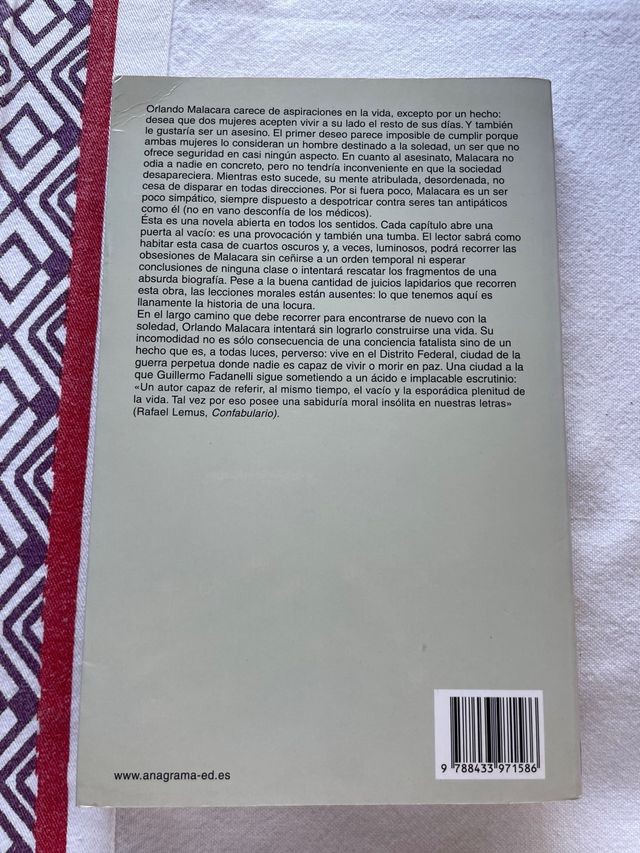 Orlando Malacara carece de aspiraciones en la vida, excepto por un hecho:
desea que dos mujeres acepten vivir a su lado el resto de sus días. Y también
le gustaría ser un asesino. El primer deseo parece imposible de cumplir porque
ambas mujeres lo consideran un hombre destinado a la soledad, un ser que no
ofrece seguridad en casi ningún aspecto. En cuanto al asesinato, Malacara no
odia a nadie en concreto, pero no tendría inconveniente en que la sociedad
desapareciera. Mientras esto sucede, su mente atribulada, desordenada, no
cesa de disparar en todas direcciones. Por si fuera poco, Malacara es un ser
poco simpático, siempre dispuesto a despotricar contra seres tan antipáticos
como él (no en vano desconfía de los médicos).
Ésta es una novela abierta en todos los sentidos. Cada capítulo abre una
puerta al vacío: es una provocación y también una tumba. El lector sabrá como
habitar esta casa de cuartos oscuros y, a veces, luminosos, podrá recorrer las
obsesiones de Malacara sin ceñirse a un orden temporal ni esperar
conclusiones de ninguna clase o intentará rescatar los fragmentos de una
absurda biografía. Pese a la buena cantidad de juicios lapidarios que recorren
esta obra, las lecciones morales están ausentes: lo que tenemos aquí es
llanamente la historia de una locura.
En el largo camino que debe recorrer para encontrarse de nuevo con la
soledad, Orlando Malacara intentará sin lograrlo construirse una vida. Su
incomodidad no es sólo consecuencia de una conciencia fatalista sino de un
hecho que es, a todas luces, perverso: vive en el Distrito Federal, ciudad de la
guerra perpetua donde nadie es capaz de vivir o morir en paz. Una ciudad a la
que Guillermo Fadanelli sigue sometiendo a un ácido e implacable escrutinio:
«Un autor capaz de referir, al mismo tiempo, el vacío y la esporádica plenitud de
la vida. Tal vez por eso posee una sabiduría moral insólita en nuestras letras»
(Rafael Lemus, Confabulario).
www.anagrama-ed.es
9 788433 971586